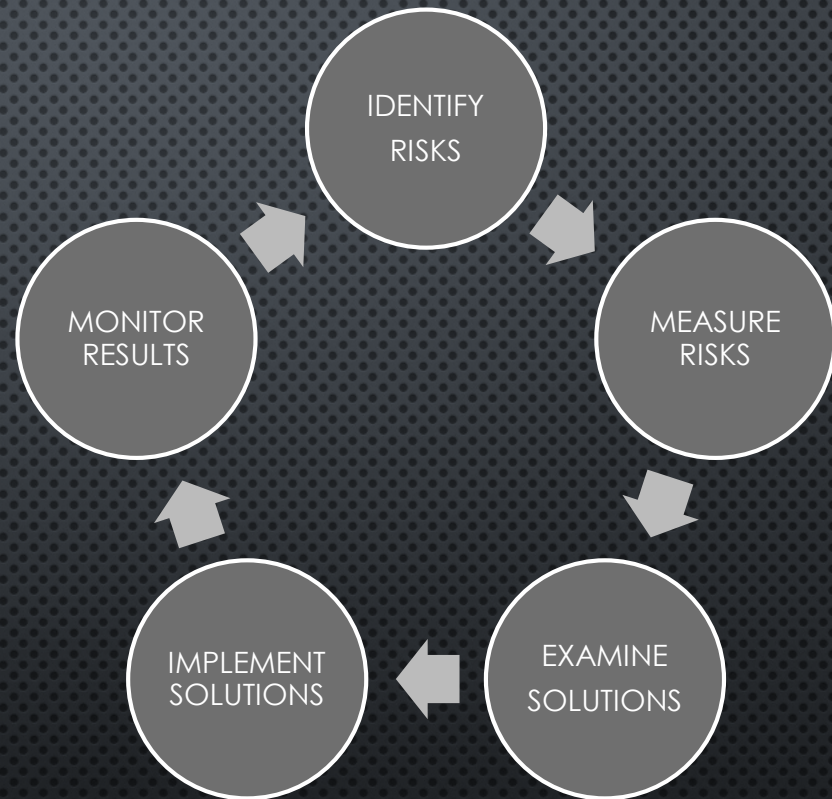 IDENTIFY
RISKS
MEASURE
RISKS
EXAMINE
SOLUTIONS
IMPLEMENT
SOLUTIONS
MONITOR
RESULTS